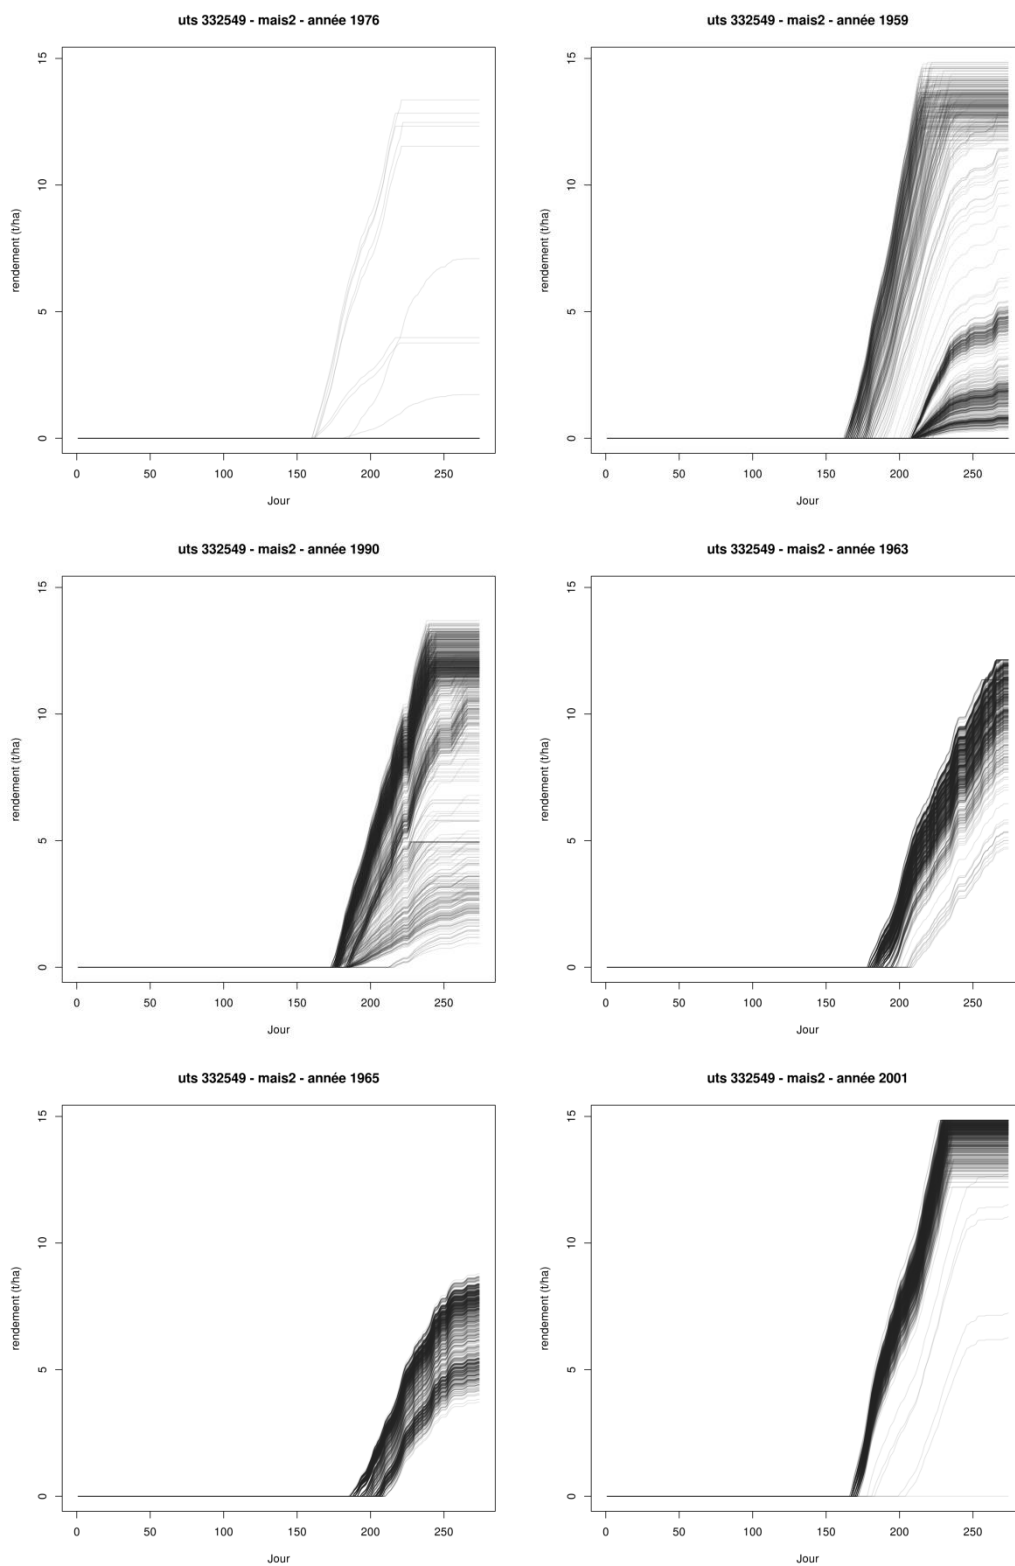 uts 332549 - mais2 - année 1976
15
10
5
0
rendement (t/ha)
0 50 100 150 200 250
Jour
uts 332549 - mais2 - année 1959
15
10
5
0
rendement (t/ha)
0 50 100 150 200 250
Jour
uts 332549 - mais2 - année 1990
15
10
5
0
rendement (t/ha)
0 50 100 150 200 250
Jour
uts 332549 - mais2 - année 1963
15
10
5
0
rendement (t/ha)
0 50 100 150 200 250
Jour
uts 332549 - mais2 - année 1965
15
10
5
0
rendement (t/ha)
0 50 100 150 200 250
Jour
uts 332549 - mais2 - année 2001
15
10
5
0
rendement (t/ha)
0 50 100 150 200 250
Jour